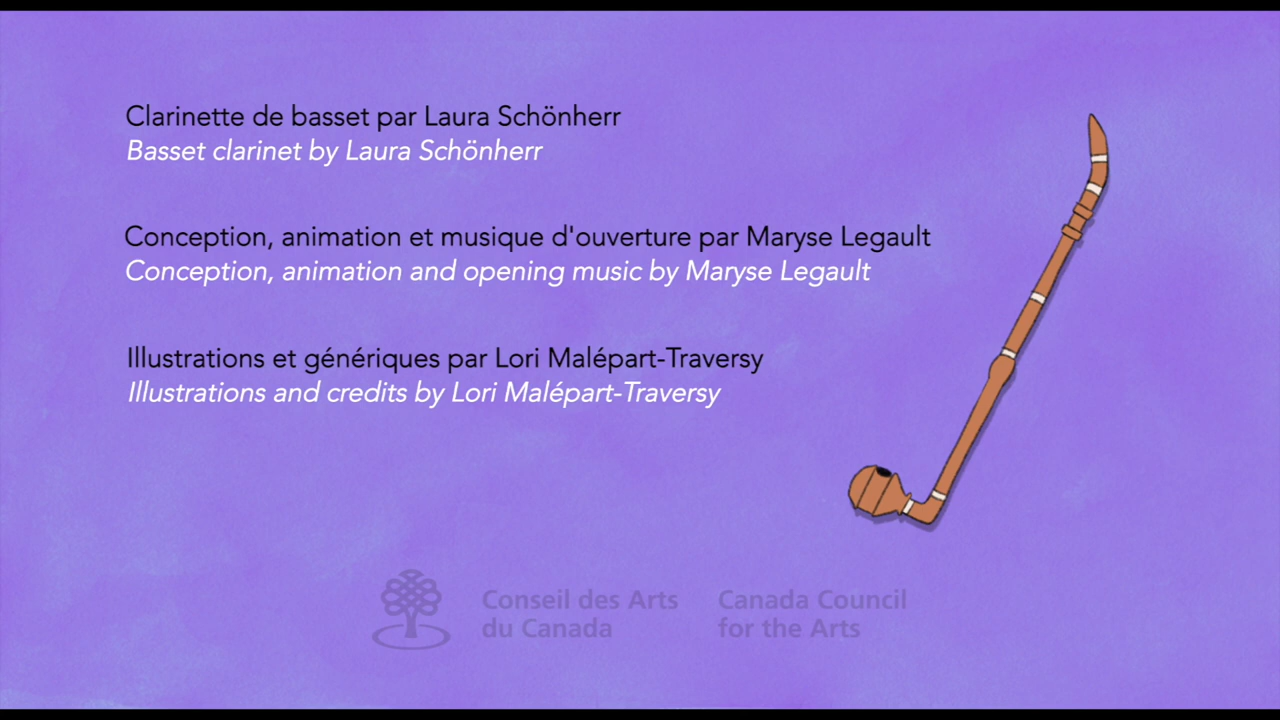 Clarinette de basset par Laura Schönherr
Basset clarinet by Laura Schönherr
Conception, animation et musique d'ouverture par Maryse Legault
Conception, animation and opening music by Maryse Legault
Illustrations et génériques par Lori Malépart-Traversy
Illustrations and credits by Lori Malépart-Traversy
Conseil des Arts
du Canada
Canada Council
for the Arts